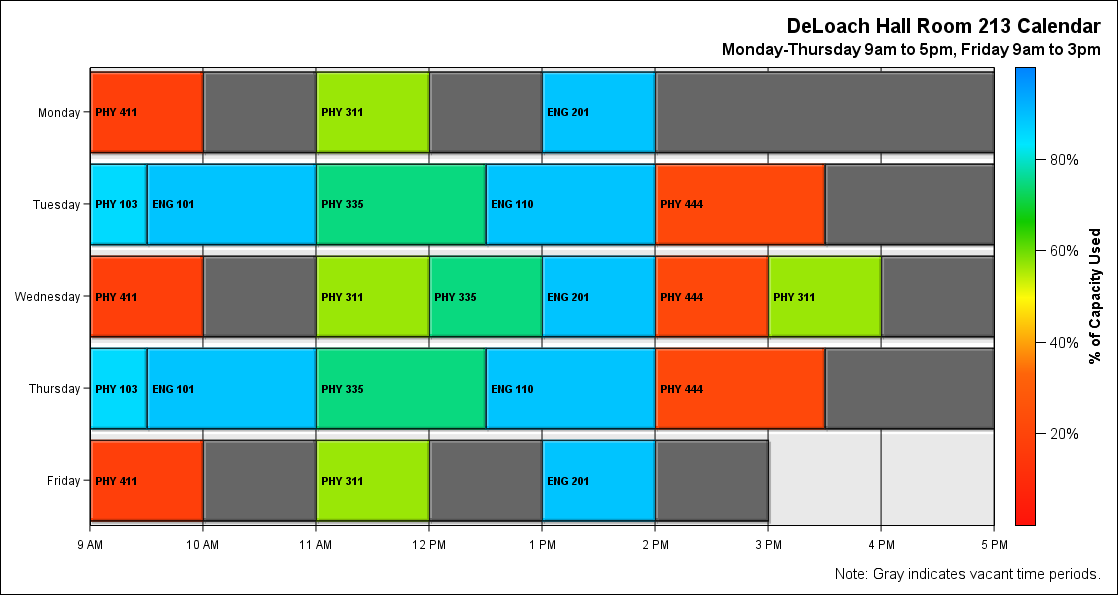 DeLoach Hall Room 213 Calendar
Monday-Thursday 9am to 5pm, Friday 9am to 3pm
Monday
PHY 411
PHY 311
ENG 201
Tuesday
PHY 103
ENG 101
PHY 335
ENG 110
PHY 444
Wednesday
PHY 411
PHY 311
PHY 335
ENG 201
PHY 444
PHY 311
Thursday
PHY 103
ENG 101
PHY 335
ENG 110
PHY 444
Friday
PHY 411
PHY 311
ENG 201
9 AM
10 AM
11 AM
12 PM
1 PM
2 PM
3 PM
4 PM
5 PM
80%
60%
40%
20%
% of Capacity Used
Note: Gray indicates vacant time periods.